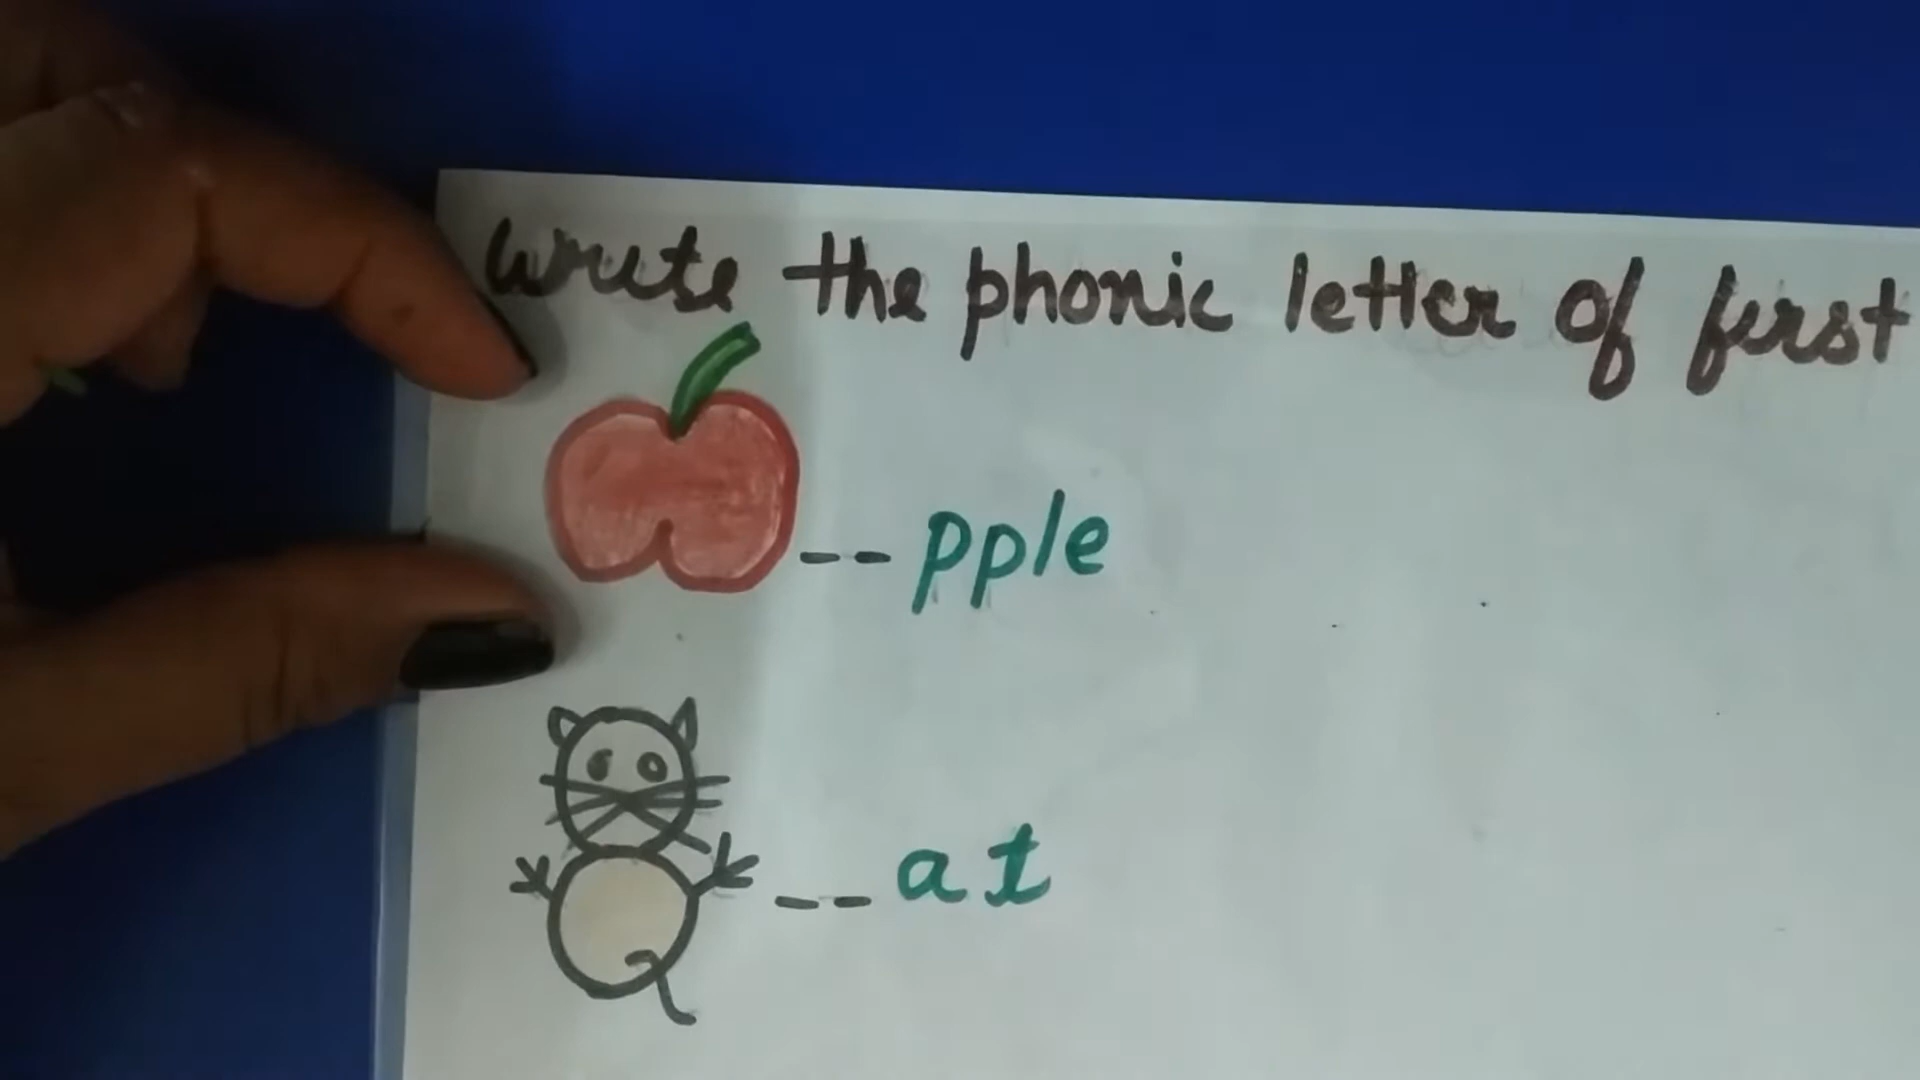 Write the phonic letter of first
-- pple
-- at